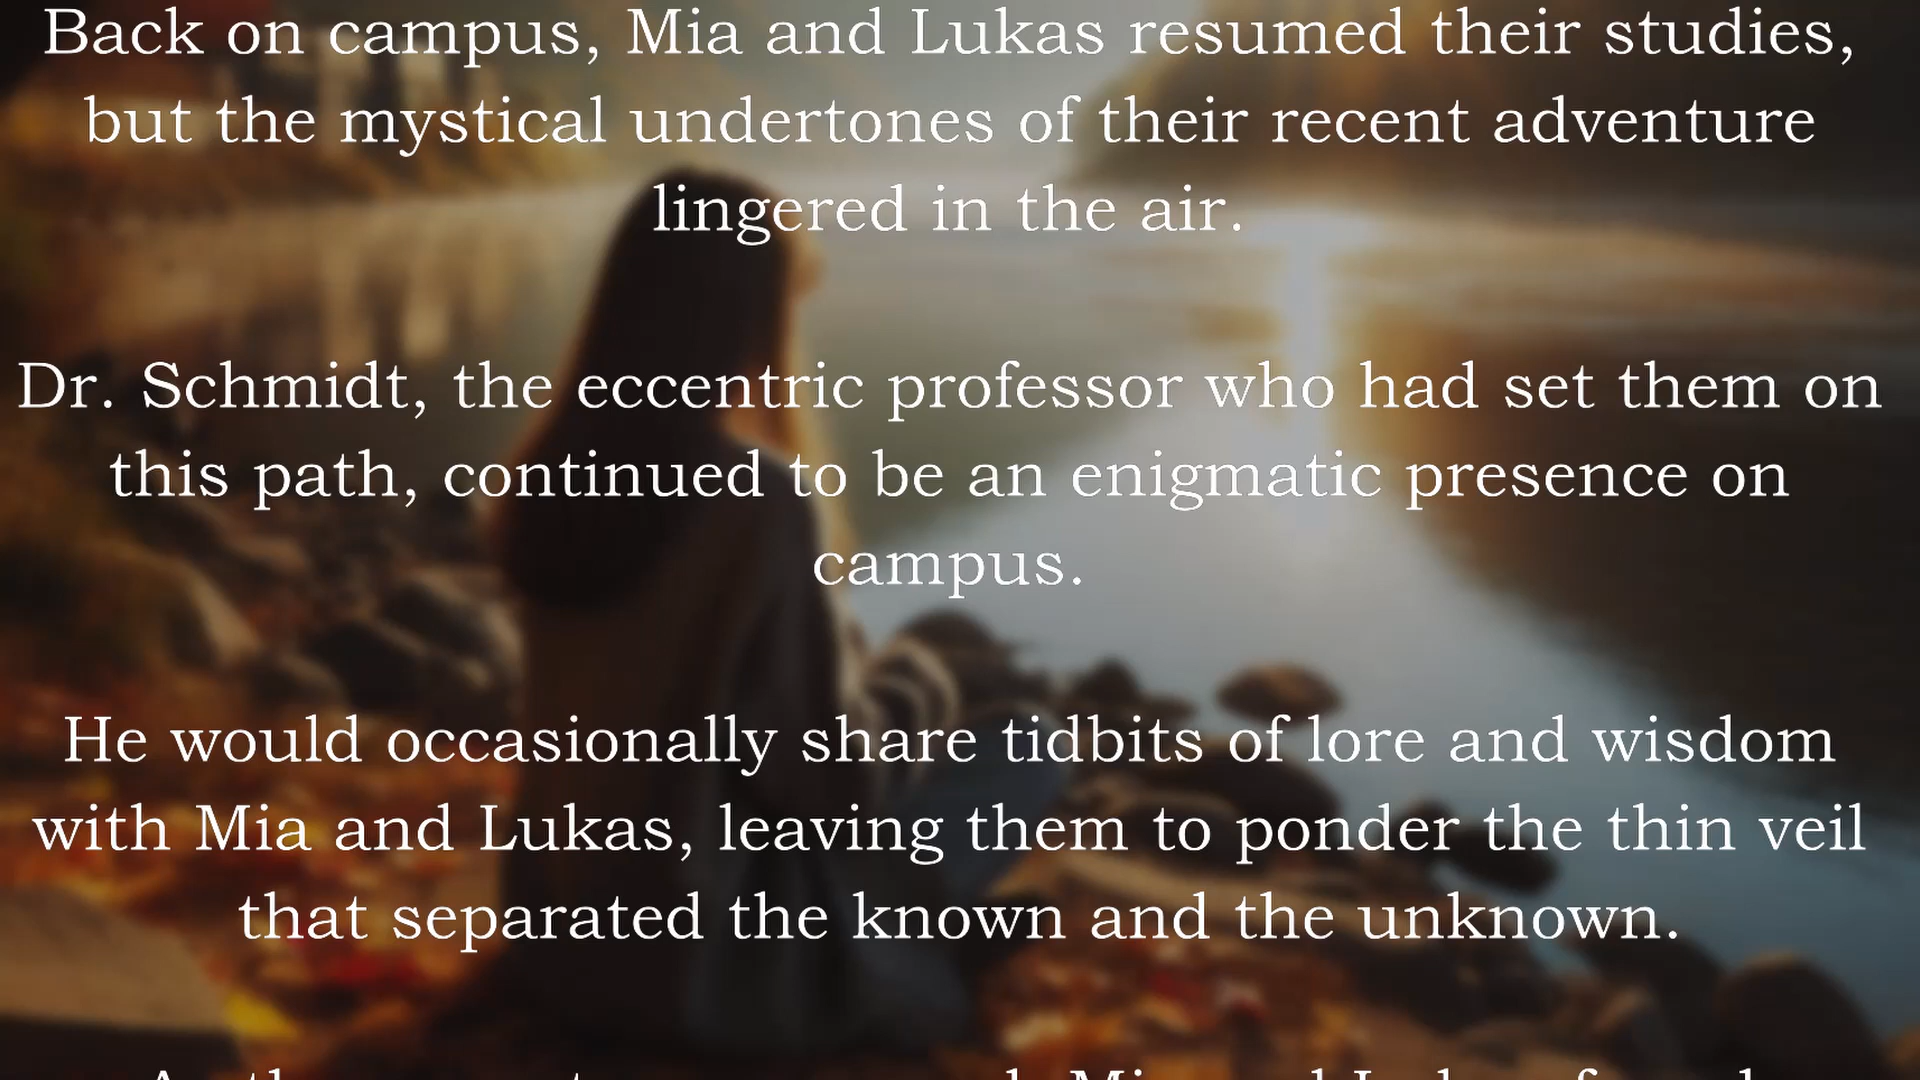 Back on campus, Mia and Lukas resumed their studies,
but the mystical undertones of their recent adventure
lingered in the air.
Dr. Schmidt, the eccentric professor who had set them on
this path, continued to be an enigmatic presence on
campus.
He would occasionally share tidbits of lore and wisdom
with Mia and Lukas, leaving them to ponder the thin veil
that separated the known and the unknown.